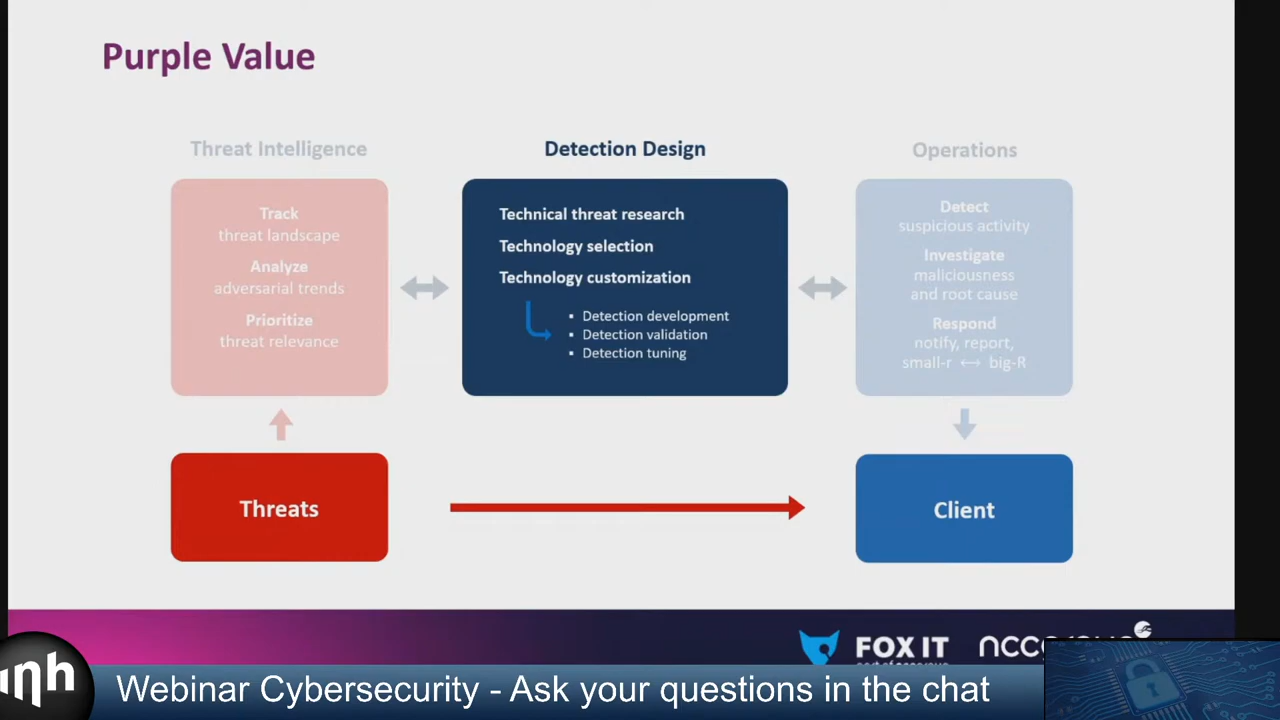 Purple Value
Threat Intelligence
Track
threat landscape
Analyze
adversarial trends
Prioritize
threat relevance
Detection Design
Technical threat research
Technology selection
Technology customization
▪ Detection development
▪ Detection validation
▪ Detection tuning
Operations
Detect
suspicious activity
Investigate
maliciousness
and root cause
Respond
notify, report,
small-r ↔ big-R
Threats
Client
FOX IT
Webinar Cybersecurity - Ask your questions in the chat